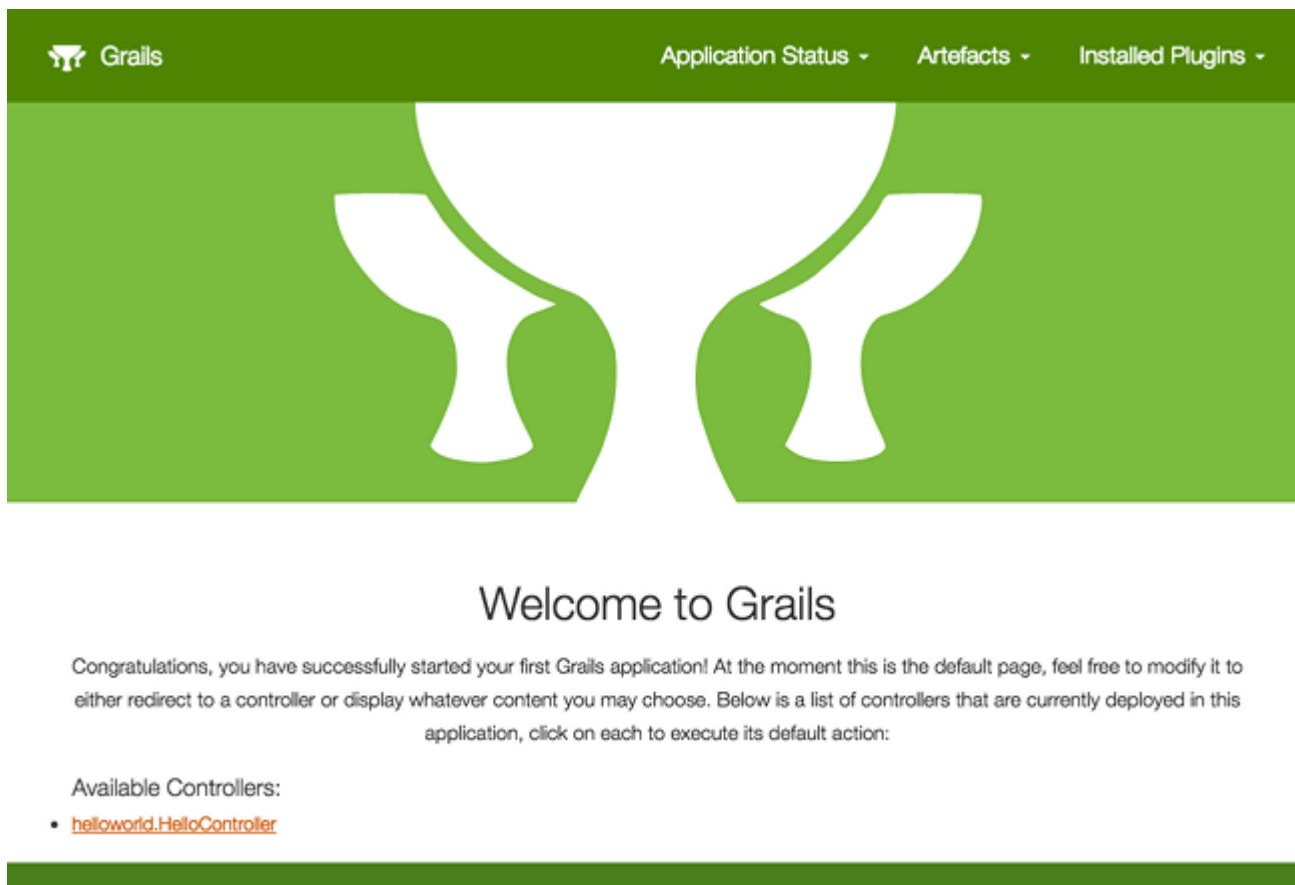 Grails
Application Status
Artefacts
Installed Plugins
Welcome to Grails
Congratulations, you have successfully started your first Grails application! At the moment this is the default page, feel free to modify it to
either redirect to a controller or display whatever content you may choose. Below is a list of controllers that are currently deployed in this
application, click on each to execute its default action:
Available Controllers:
helloworld.HelloController